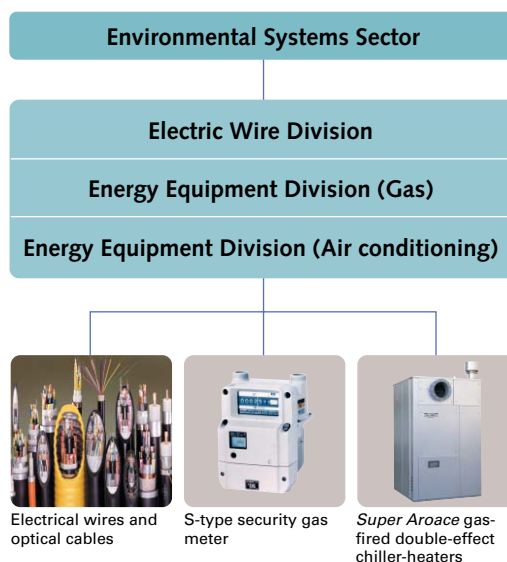 Environmental Systems Sector
Electric Wire Division
Energy Equipment Division (Gas)
Energy Equipment Division (Air conditioning)
Electrical wires and
optical cables
S-type security gas
meter
Super Aroace gas-
fired double-effect
chiller-heaters